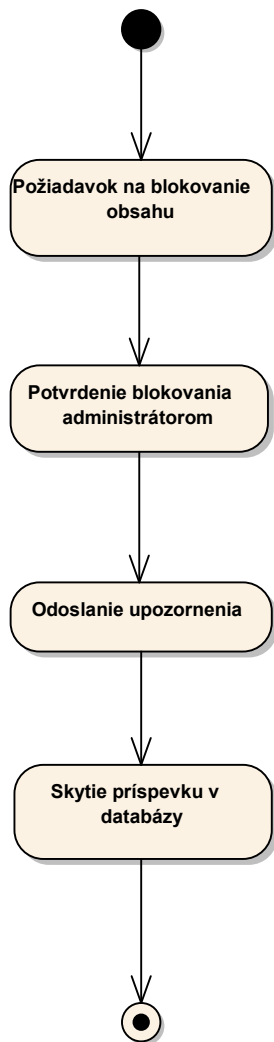 Požiadavok na blokovanie
obsahu
Potvrdenie blokovania
administrátorom
Odoslanie upozornenia
Skytie príspevku v
databázy